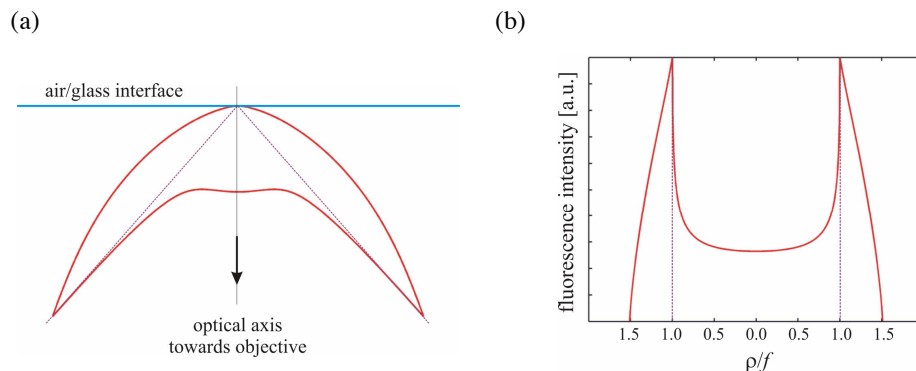 (a)
air/glass interface
optical axis
towards objective
(b)
fluorescence intensity [a.u.]
1.5 1.0 0.5 0.0 0.5 1.0 1.5
ρ/f